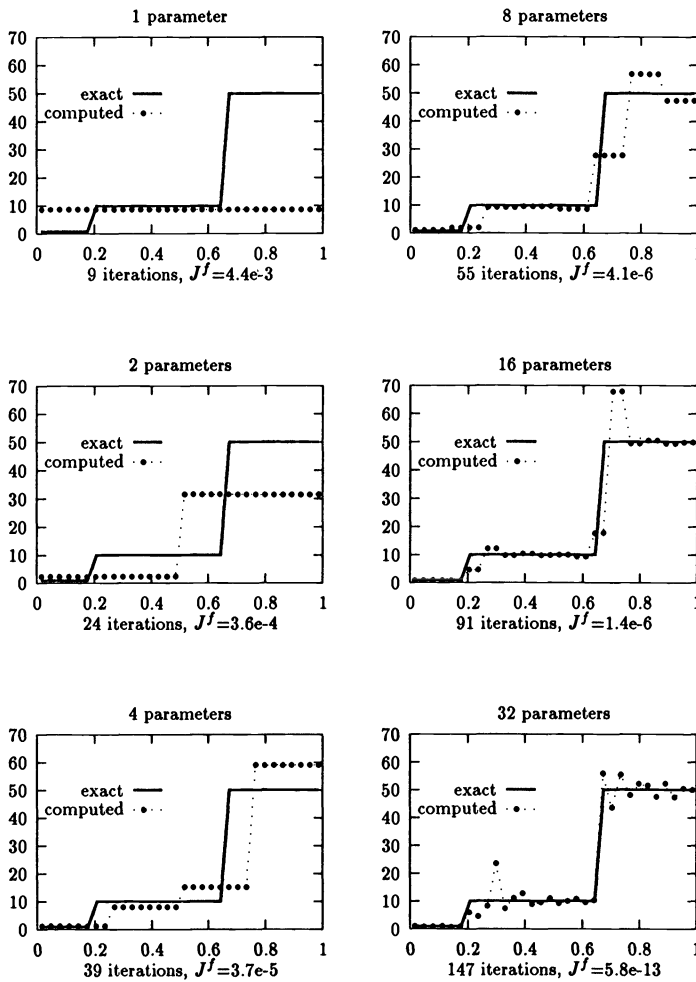 1 parameter
70
60
50
40
30
20
10
0
exact
computed
0 0.2 0.4 0.6 0.8 1
9 iterations, J^f=4.4e-3
8 parameters
70
60
50
40
30
20
10
0
exact
computed
0 0.2 0.4 0.6 0.8 1
55 iterations, J^f=4.1e-6
2 parameters
70
60
50
40
30
20
10
0
exact
computed
0 0.2 0.4 0.6 0.8 1
24 iterations, J^f=3.6e-4
16 parameters
70
60
50
40
30
20
10
0
exact
computed
0 0.2 0.4 0.6 0.8 1
91 iterations, J^f=1.4e-6
4 parameters
70
60
50
40
30
20
10
0
exact
computed
0 0.2 0.4 0.6 0.8 1
39 iterations, J^f=3.7e-5
32 parameters
70
60
50
40
30
20
10
0
exact
computed
0 0.2 0.4 0.6 0.8 1
147 iterations, J^f=5.8e-13